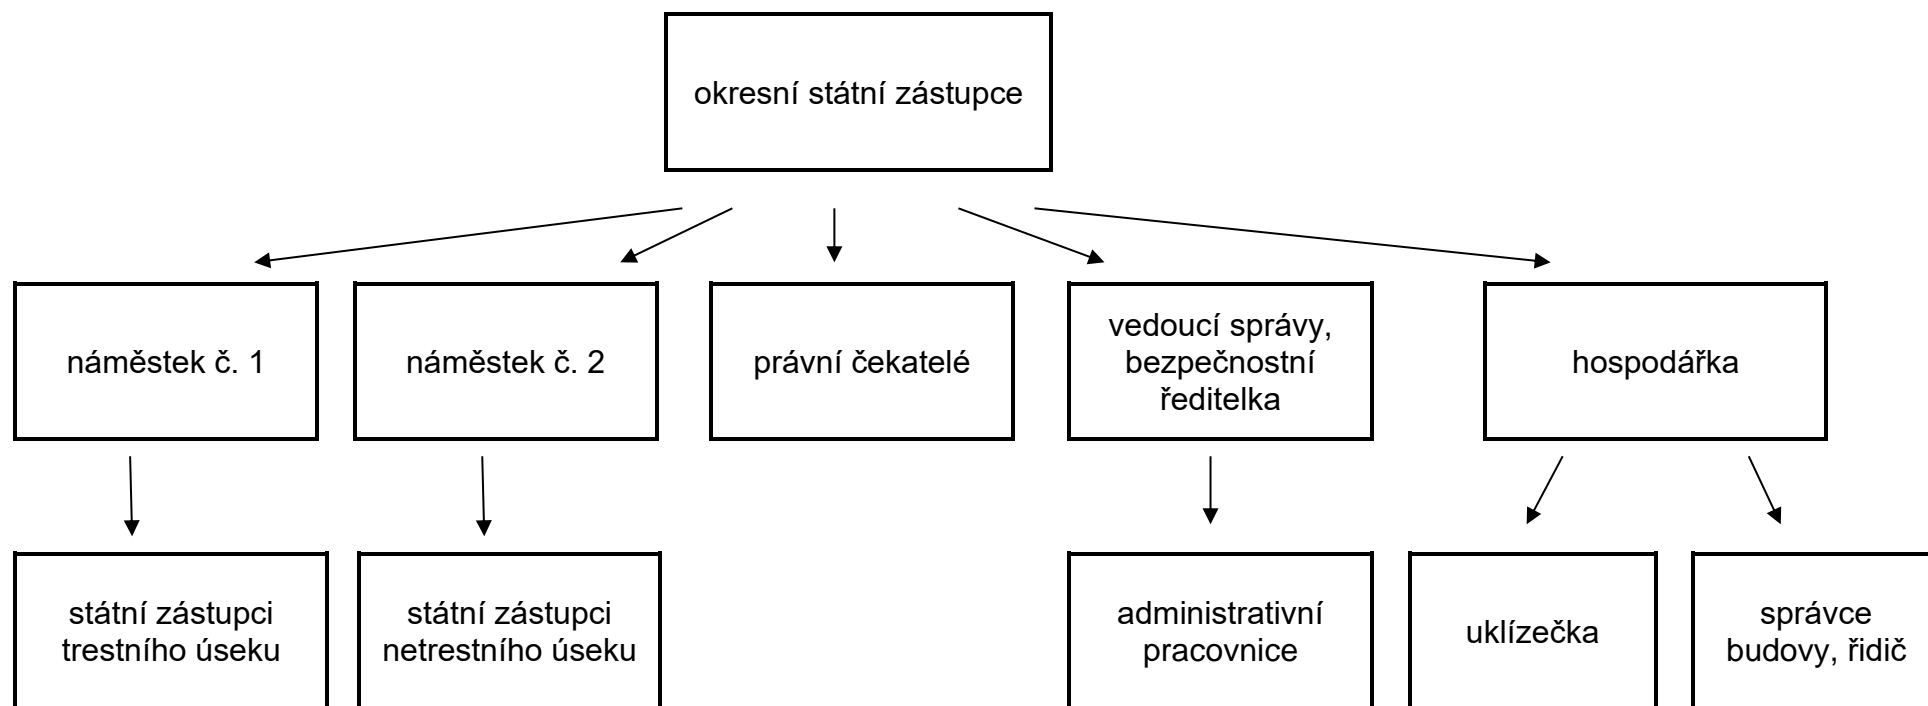 okresní státní zástupce
náměstek č. 1
náměstek č. 2
právní čekatelé
vedoucí správy,
bezpečnostní
ředitelka
hospodářka
státní zástupci
trestního úseku
státní zástupci
netrestního úseku
administrativní
pracovnice
uklízečka
správce
budovy, řidič